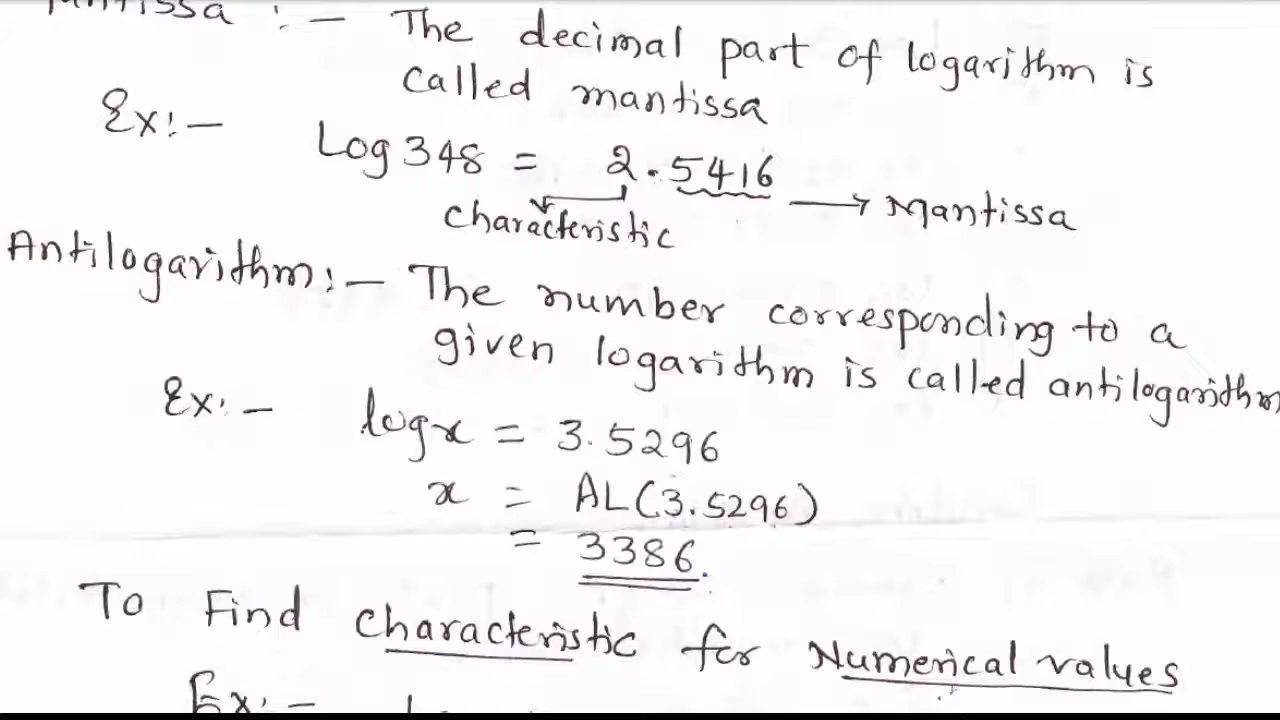 Mantissa :- The decimal part of logarithm is
called mantissa
Ex:- Log 348 = 2.5416 → Mantissa
characteristic
Antilogarithm:- The number corresponding to a
given logarithm is called antilogarithm
Ex:- log x = 3.5296
x = AL(3.5296)
= 3386.
To Find characteristic for Numerical values
Ex:-